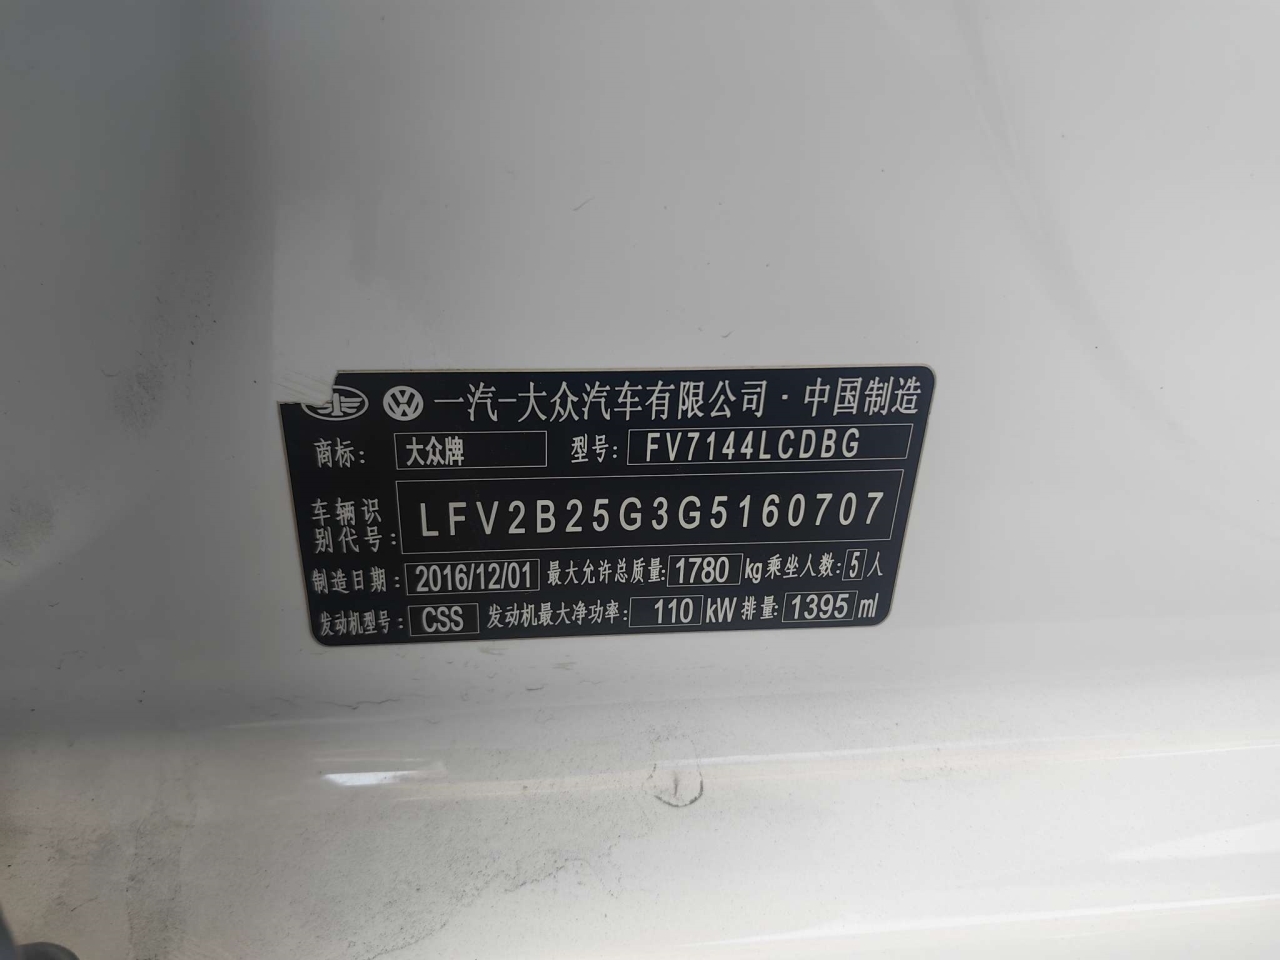 一汽-大众汽车有限公司·中国制造
商标: 大众牌 型号: FV7144LCDBG
车辆识别代号: LFV2B25G3G5160707
制造日期: 2016/12/01 最大允许总质量: 1780 kg 乘坐人数: 5 人
发动机型号: CSS 发动机最大净功率: 110 kW 排量: 1395 ml